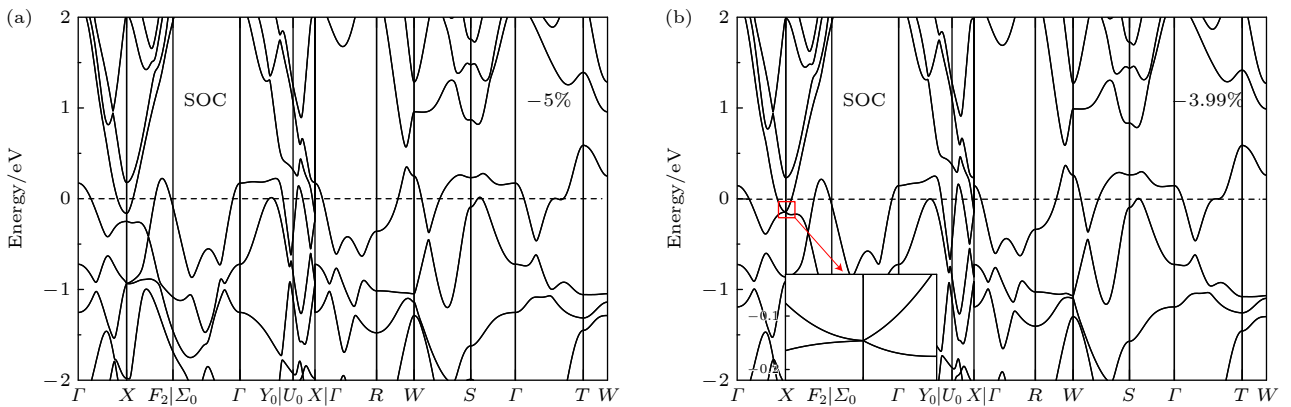 (a)
Energy/eV
2
1
0
−1
−2
SOC
−5%
Γ X F₂|Σ₀ Γ Y₀|U₀ X|Γ R W S Γ T W
(b)
Energy/eV
2
1
0
−1
−2
SOC
−3.99%
−0.1
−0.2
Γ X F₂|Σ₀ Γ Y₀|U₀ X|Γ R W S Γ T W